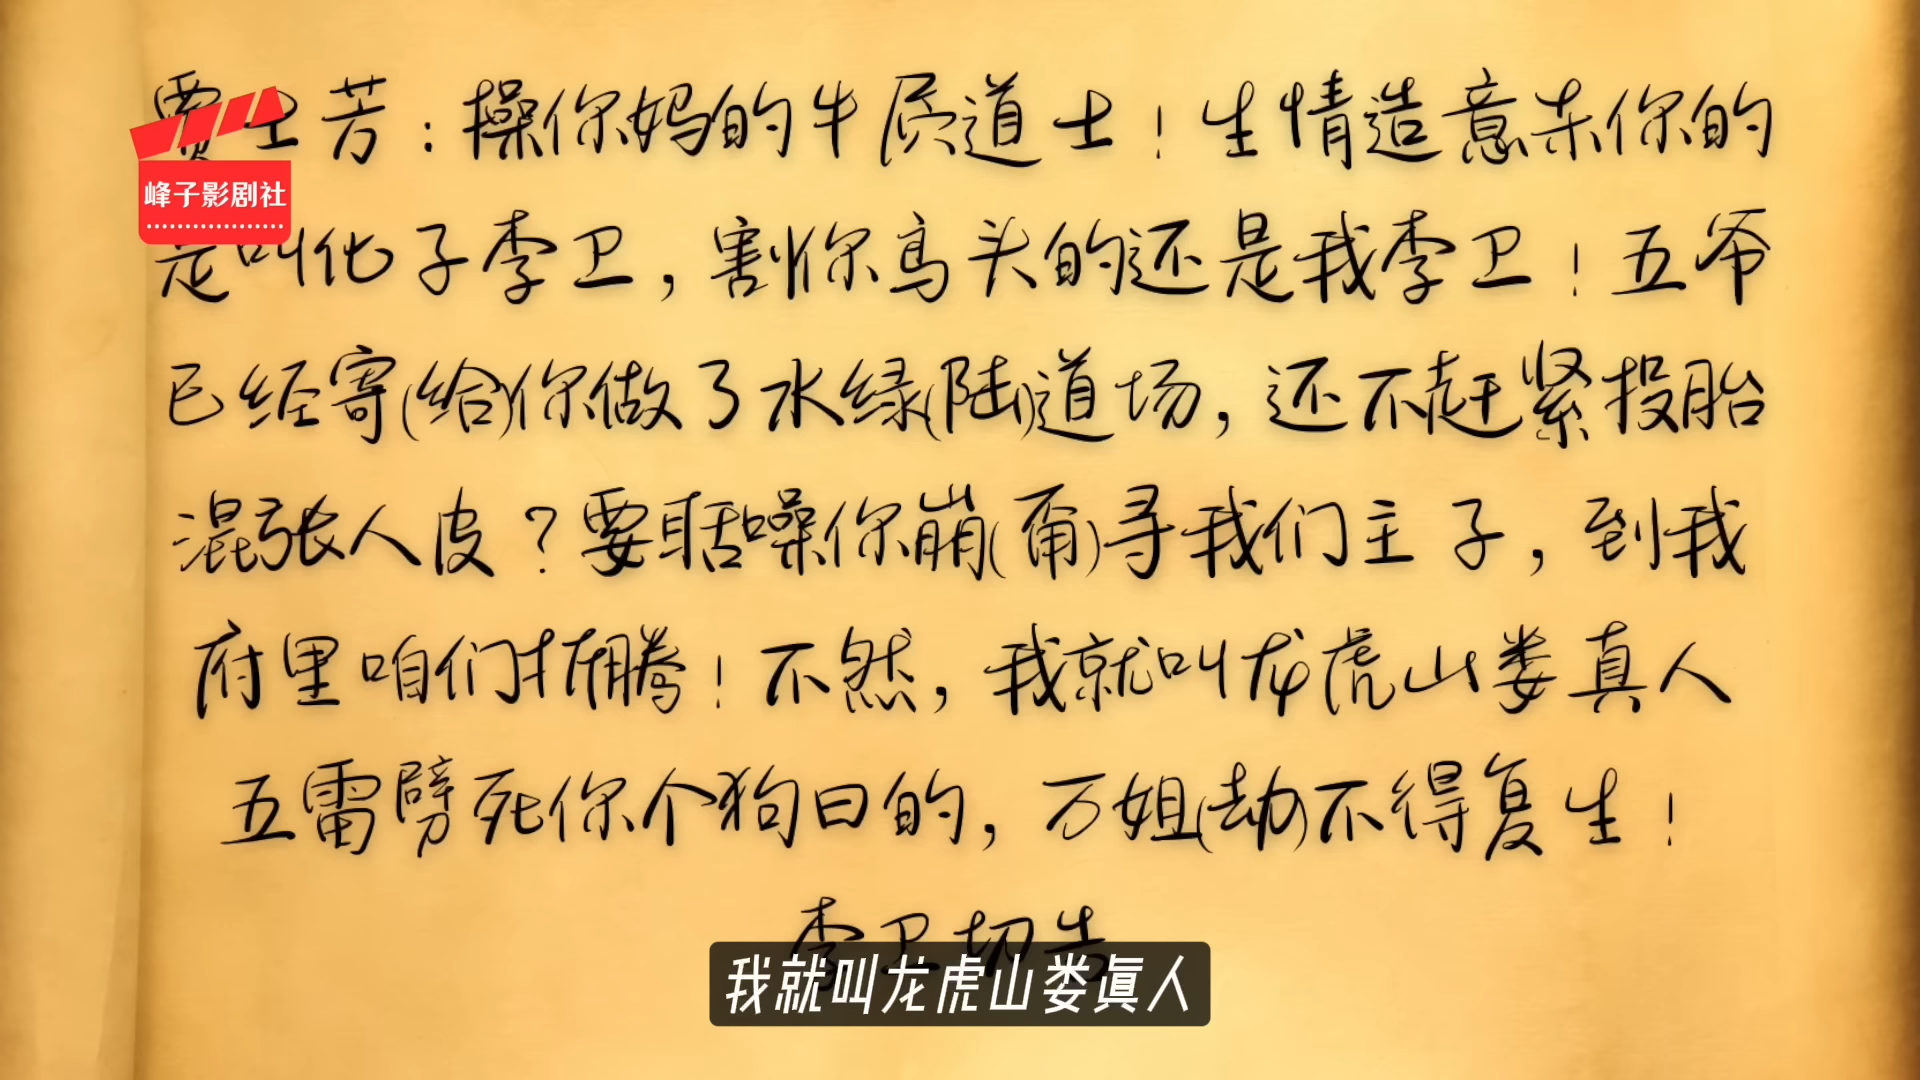 贾士芳：操你妈的牛屄道士！生情造意杀你的
是叫化子李卫，割你鸟头的还是我李卫！五爷
已经寄(给)你做了水绿(陆)道场，还不赶紧投胎
混张人皮？要聒噪你崩(甭)寻我们主子，到我
府里咱们折腾！不然，我就叫龙虎山娄真人
五雷劈死你个狗日的，万姐(劫)不得复生！
李卫切告
峰子影剧社
我就叫龙虎山娄真人